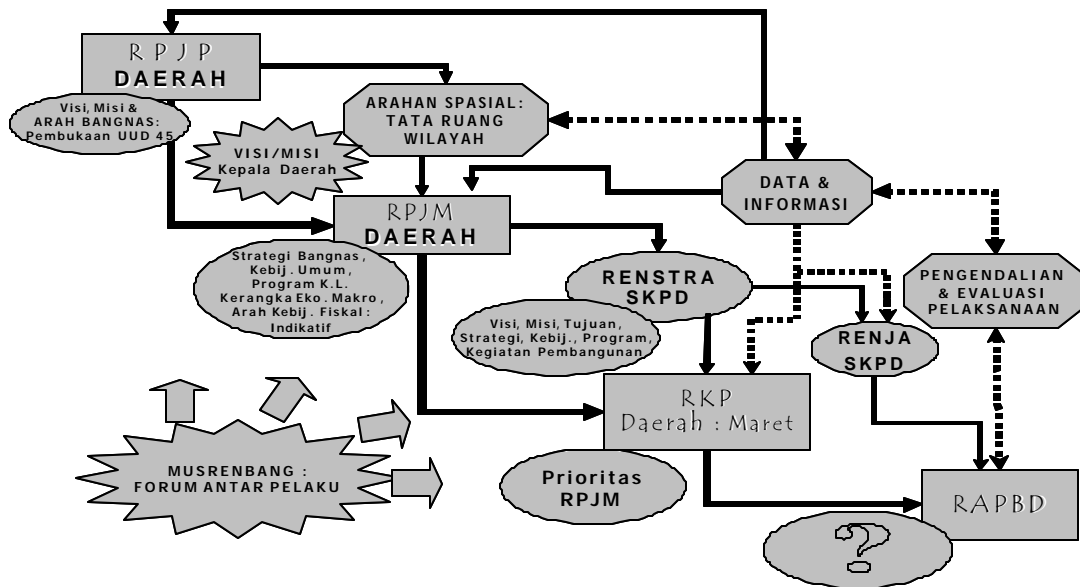 RPJP
DAERAH
Visi, Misi &
ARAH BANGNAS:
Pembukaan UUD 45
ARAHAN SPASIAL:
TATA RUANG
WILAYAH
VISI/MISI
Kepala Daerah
DATA &
INFORMASI
RPJM
DAERAH
Strategi Bangnas,
Kebij. Umum,
Program K.L.
Kerangka Eko. Makro,
Arah Kebij. Fiskal:
Indikatif
RENSTRA
SKPD
PENGENDALIAN
& EVALUASI
PELAKSANAAN
Visi, Misi, Tujuan,
Strategi, Kebij., Program,
Kegiatan Pembangunan
RENJA
SKPD
RKP
Daerah : Maret
MUSRENBANG :
FORUM ANTAR PELAKU
Prioritas
RPJM
RAPBD
?